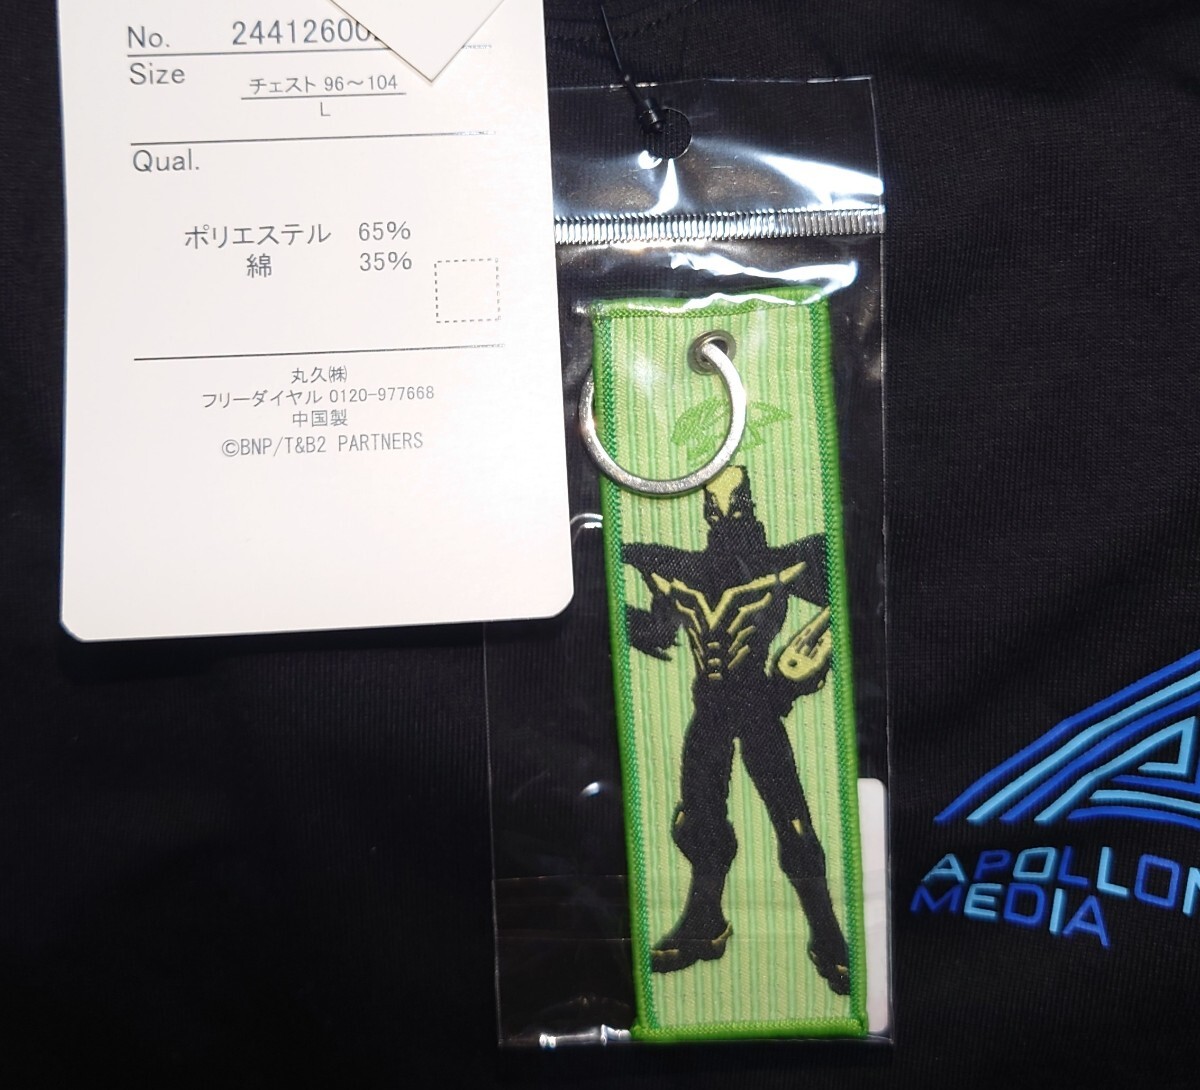 No. 24412600
Size チェスト 96～104
L
Qual.
ポリエステル 65%
綿 35%
丸久㈱
フリーダイヤル 0120-977668
中国製
©BNP/T&B2 PARTNERS
APOLLON
MEDIA